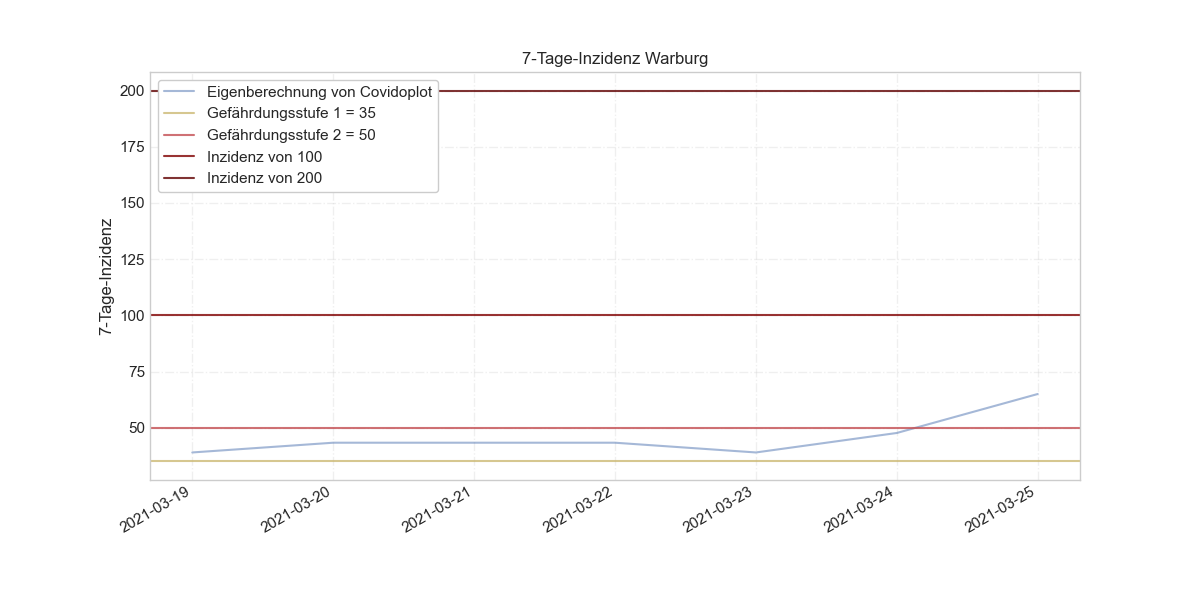 7-Tage-Inzidenz Warburg
Eigenberechnung von Covidoplot
Gefährdungsstufe 1 = 35
Gefährdungsstufe 2 = 50
Inzidenz von 100
Inzidenz von 200
7-Tage-Inzidenz
200
175
150
125
100
75
50
2021-03-19
2021-03-20
2021-03-21
2021-03-22
2021-03-23
2021-03-24
2021-03-25